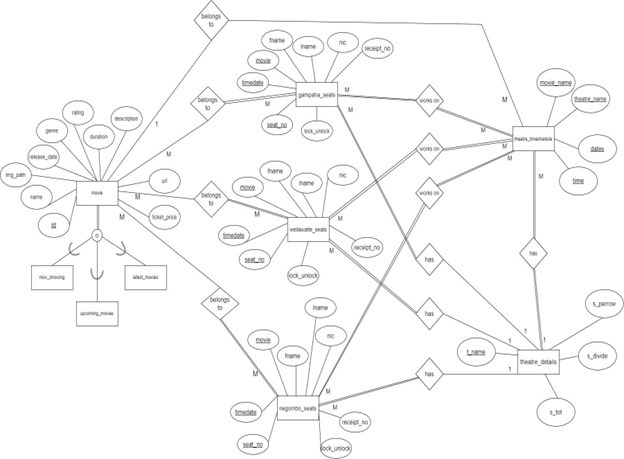 belongs
to
fname
lname
nic
receipt_no
movie
timedate
gampaha_seats
M
M
M
seat_no
lock_unlock
belongs
to
works on
M
M
movie_name
theatre_name
theatre_timeshedule
dates
time
M
M
M
works on
works on
rating
description
genre
duration
release_date
img_path
name
id
movie
url
ticket_price
1
M
M
M
now_showing
upcoming_movies
latest_movies
belongs
to
movie
lname
fname
nic
timedate
wellawatte_seats
M
M
M
seat_no
receipt_no
lock_unlock
has
has
has
has
belongs
to
lname
movie
nic
fname
timedate
negombo_seats
M
M
M
seat_no
receipt_no
lock_unlock
1
1
1
1
t_name
theatre_details
s_perrow
s_divide
s_tot